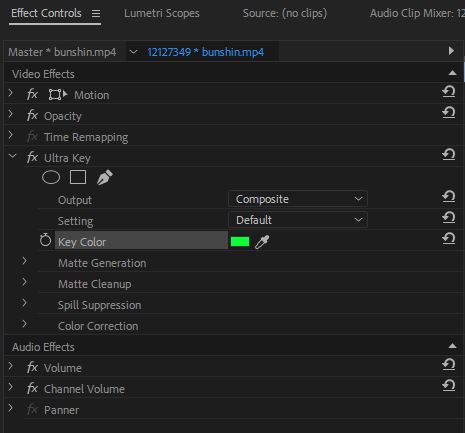 Effect Controls Lumetri Scopes Source: (no clips) Audio Clip Mixer: 12
Master * bunshin.mp4 12127349 * bunshin.mp4
Video Effects
fx Motion
fx Opacity
fx Time Remapping
fx Ultra Key
Output Composite
Setting Default
Key Color
Matte Generation
Matte Cleanup
Spill Suppression
Color Correction
Audio Effects
fx Volume
fx Channel Volume
fx Panner